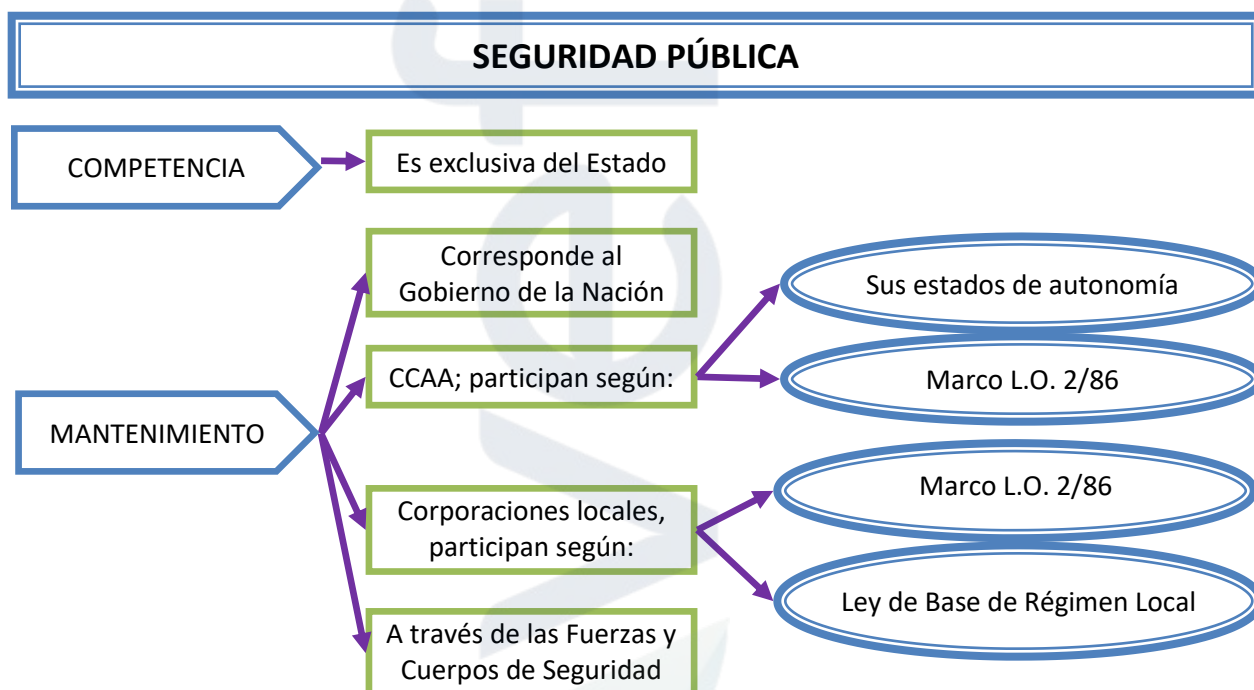 SEGURIDAD PÚBLICA
COMPETENCIA
Es exclusiva del Estado
MANTENIMIENTO
Corresponde al
Gobierno de la Nación
CCAA; participan según:
Sus estados de autonomía
Marco L.O. 2/86
Corporaciones locales,
participan según:
Marco L.O. 2/86
Ley de Base de Régimen Local
A través de las Fuerzas y
Cuerpos de Seguridad